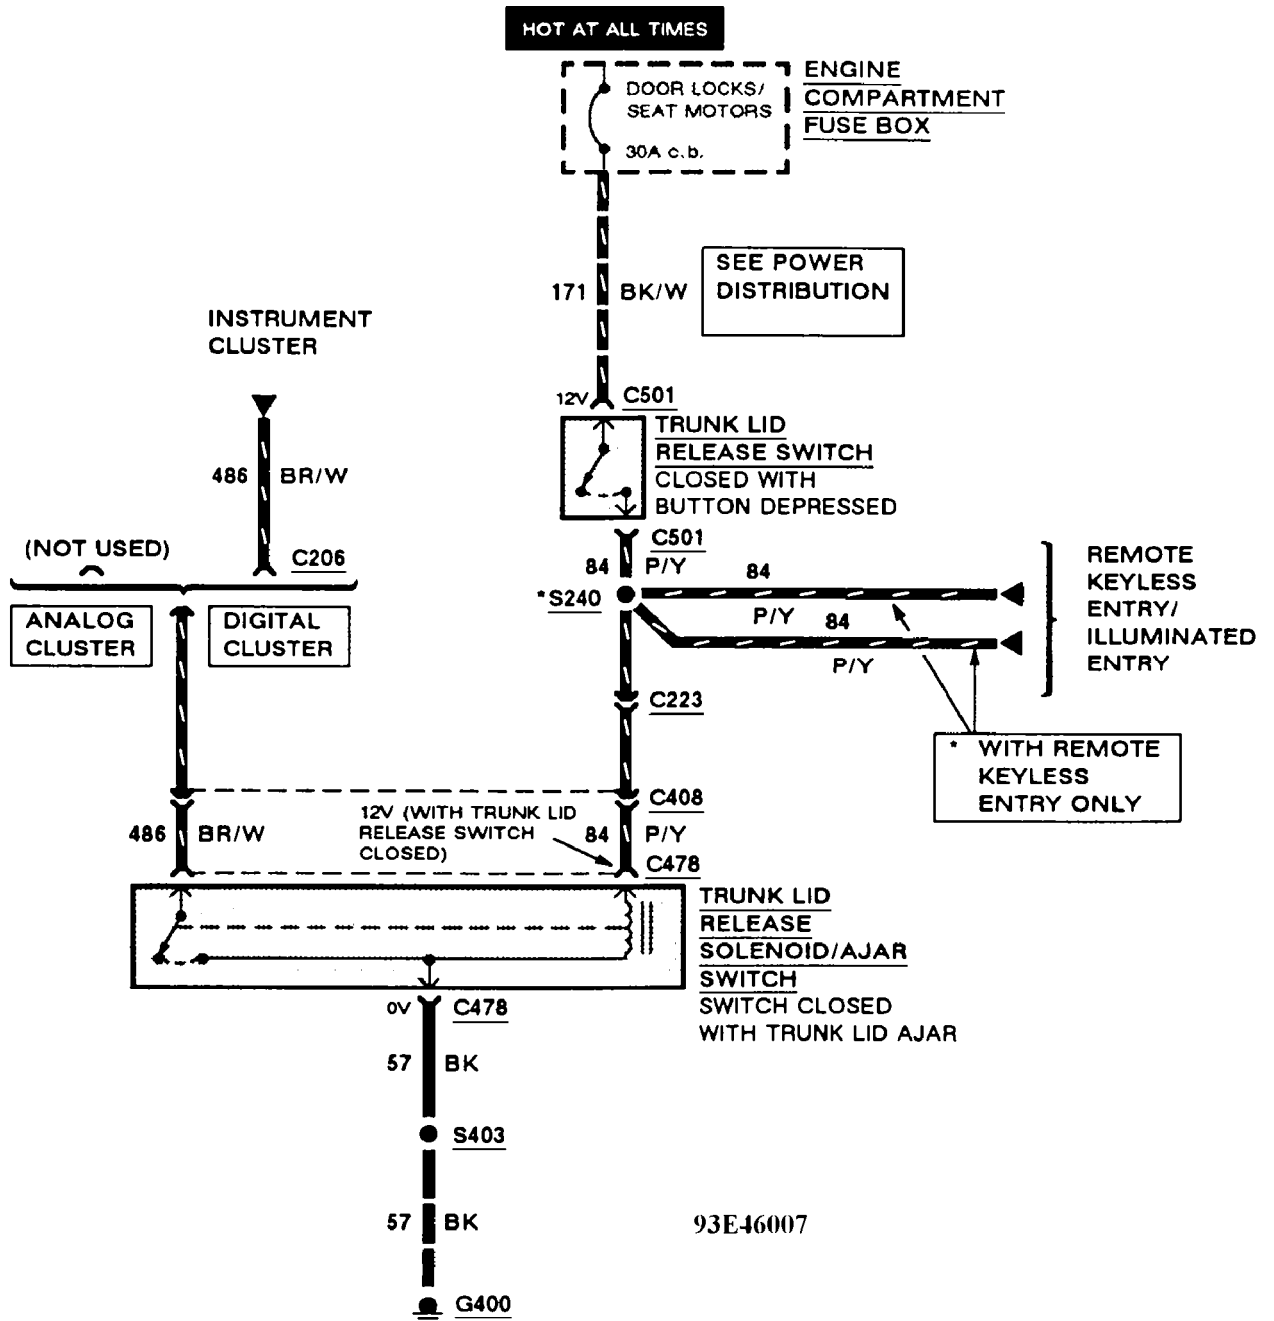 HOT AT ALL TIMES
DOOR LOCKS/
SEAT MOTORS
30A c.b.
ENGINE
COMPARTMENT
FUSE BOX
171 BK/W
SEE POWER
DISTRIBUTION
INSTRUMENT
CLUSTER
12V C501
TRUNK LID
RELEASE SWITCH
CLOSED WITH
BUTTON DEPRESSED
486 BR/W
(NOT USED)
C206
C501
84 P/Y
ANALOG
CLUSTER
DIGITAL
CLUSTER
*S240
84
P/Y
84
P/Y
REMOTE
KEYLESS
ENTRY/
ILLUMINATED
ENTRY
C223
* WITH REMOTE
KEYLESS
ENTRY ONLY
C408
12V (WITH TRUNK LID
RELEASE SWITCH
CLOSED)
486 BR/W
84 P/Y
C478
TRUNK LID
RELEASE
SOLENOID/AJAR
SWITCH
SWITCH CLOSED
WITH TRUNK LID AJAR
0V C478
57 BK
S403
57 BK
93E46007
G400